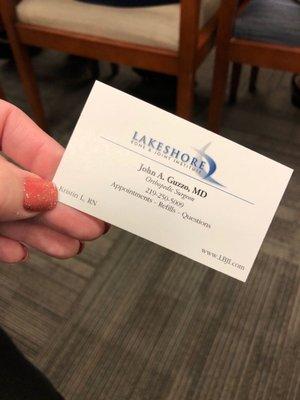 LAKESHORE
BONE & JOINT INSTITUTE
John A. Guzzo, MD
Orthopedic Surgeon
219-250-5009
Appointments - Refills - Questions
Kristin L, RN
www.LBJI.com